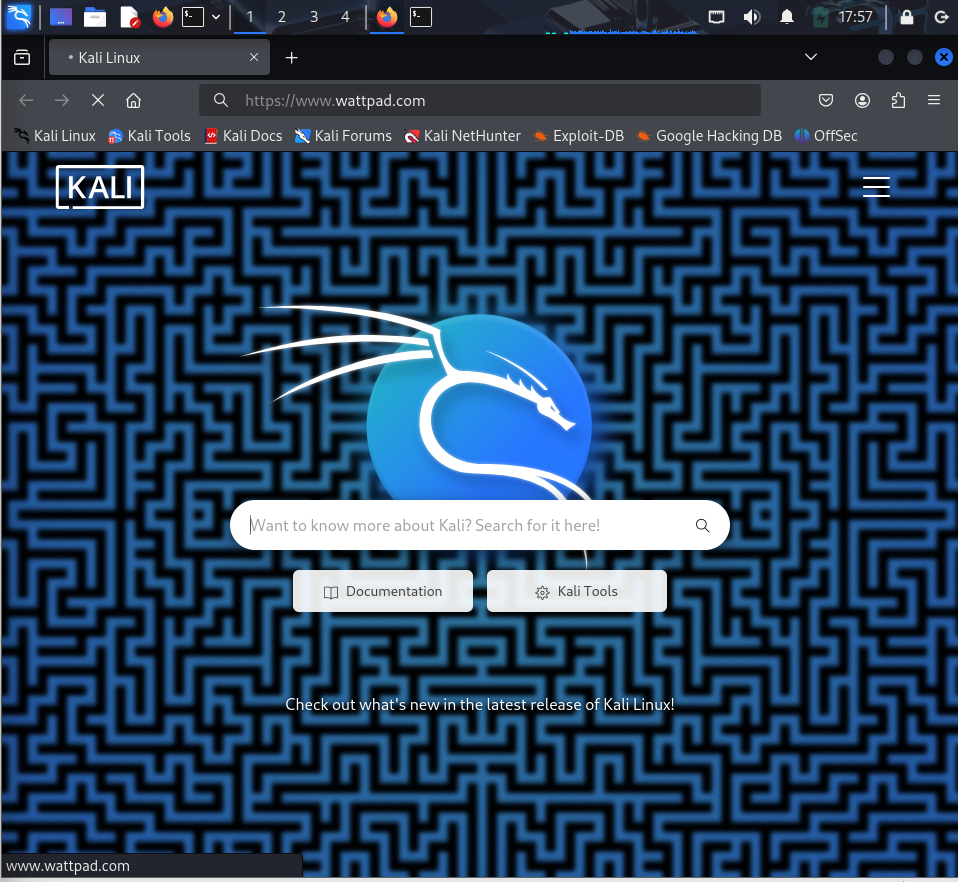 1 2 3 4 17:57
Kali Linux
https://www.wattpad.com
Kali Linux Kali Tools Kali Docs Kali Forums Kali NetHunter Exploit-DB Google Hacking DB OffSec
KALI
Want to know more about Kali? Search for it here!
Documentation Kali Tools
Check out what's new in the latest release of Kali Linux!
www.wattpad.com